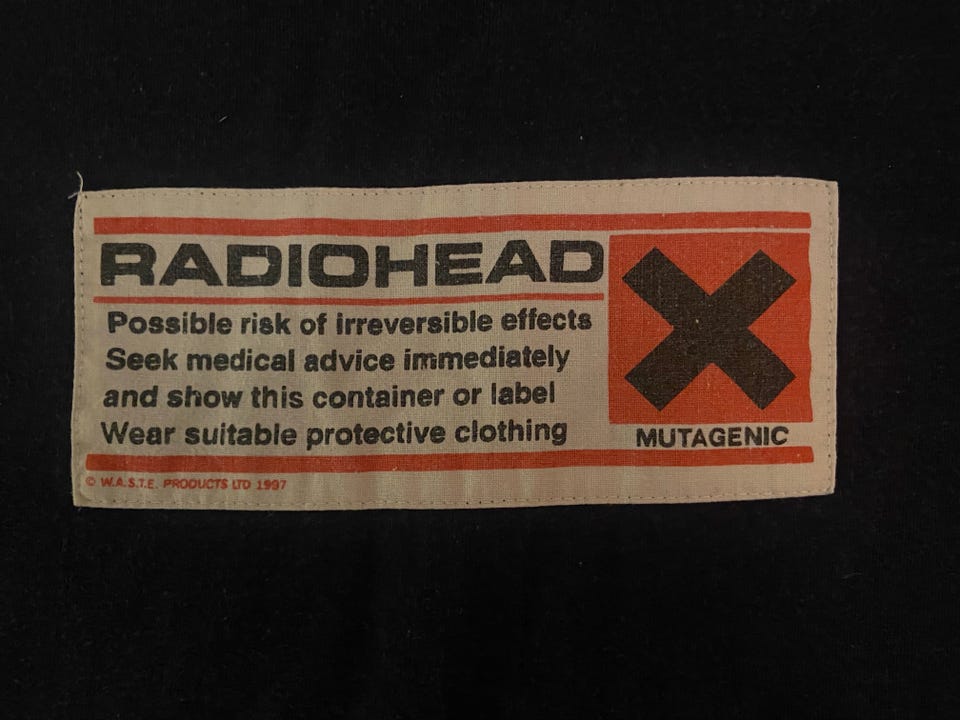 RADIOHEAD
Possible risk of irreversible effects
Seek medical advice immediately
and show this container or label
Wear suitable protective clothing
MUTAGENIC
© W.A.S.T.E. PRODUCTS LTD 1997